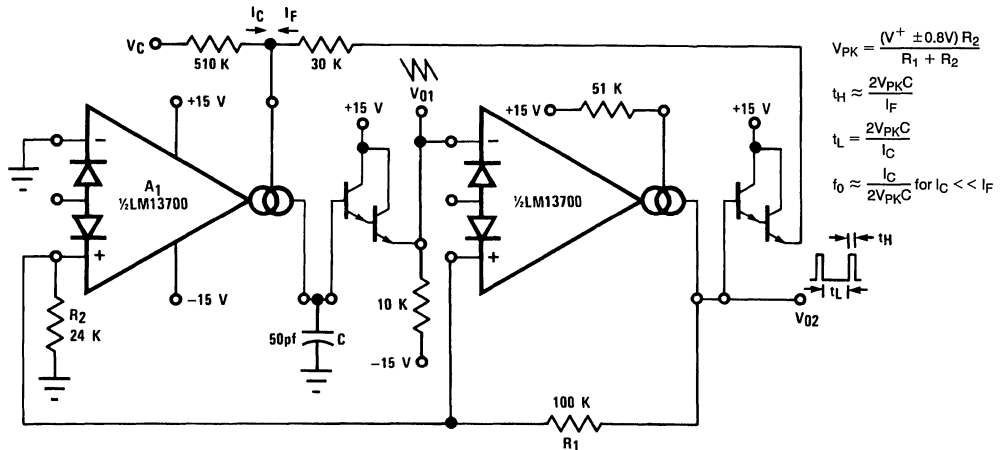 I_C I_F
V_C
510 K
30 K
+15 V
−
A_1
½LM13700
+
−15 V
R_2
24 K
50pf C
+15 V
V_01
10 K
−15 V
+15 V
51 K
−
½LM13700
+
100 K
R_1
+15 V
t_H
t_L
V_02
V_PK = (V^+ ±0.8V) R_2 / R_1 + R_2
t_H ≈ 2V_PKC / I_F
t_L = 2V_PKC / I_C
f_0 ≈ I_C / 2V_PKC for I_C << I_F